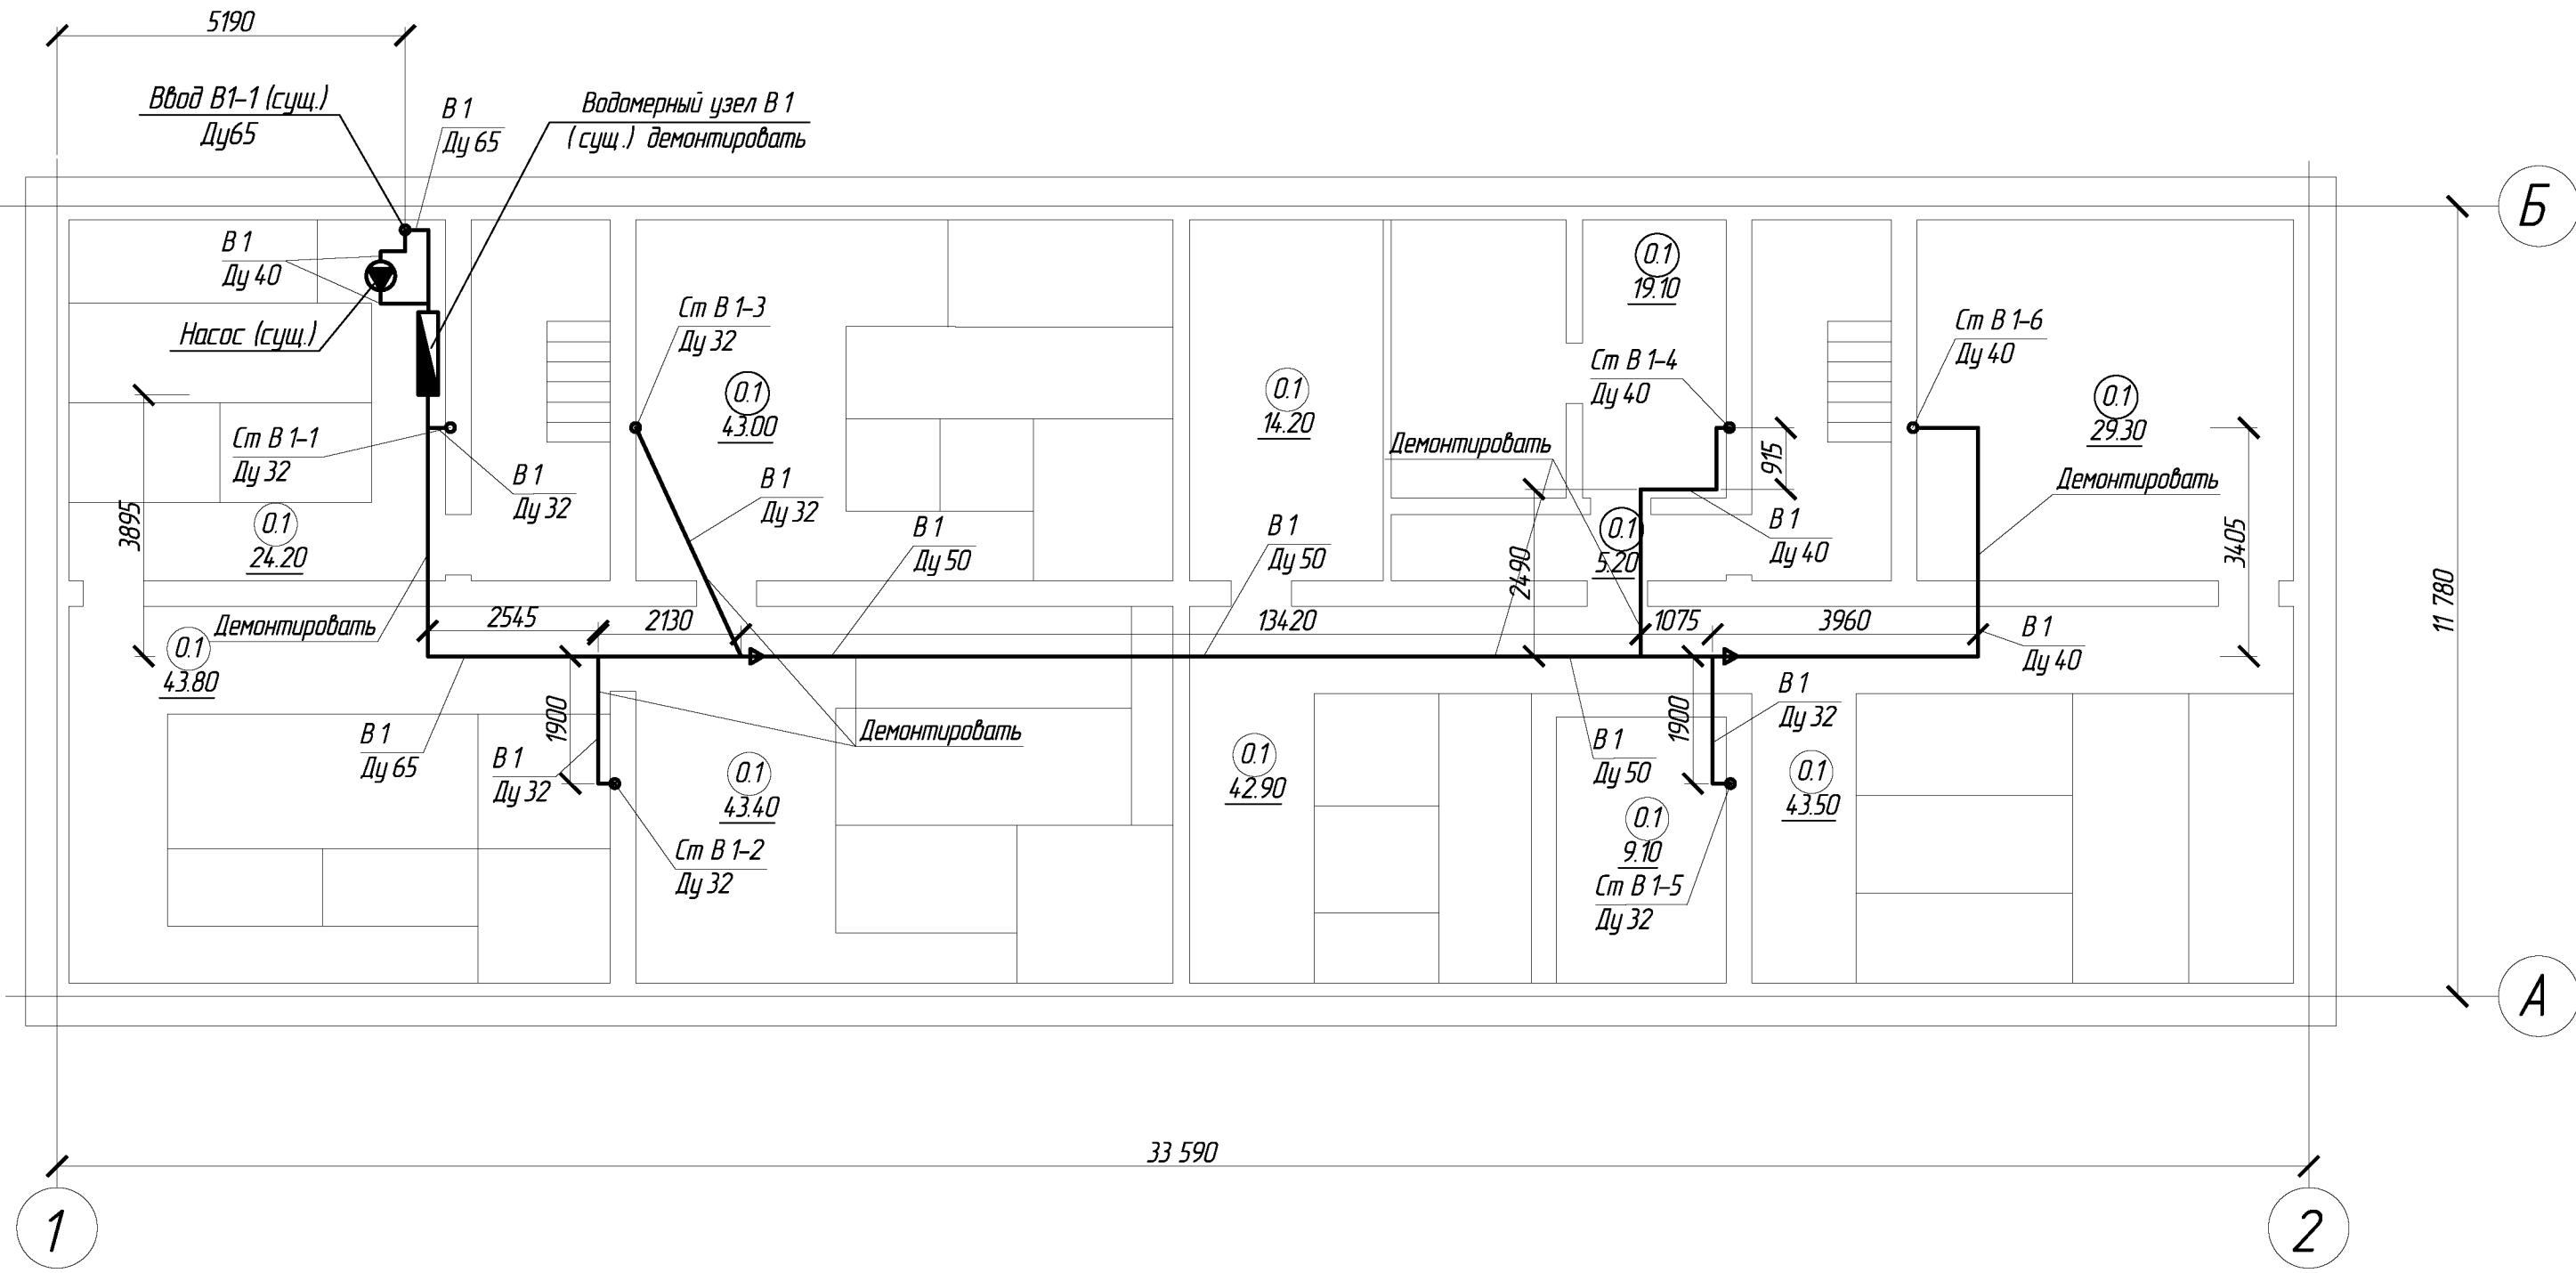 5190
Ввод В1-1 (сущ.)
Ду65
В 1
Ду 65
Водомерный узел В 1
(сущ.) демонтировать
Б
В 1
Ду 40
Насос (сущ.)
Ст В 1-3
Ду 32
0.1
19.10
Ст В 1-6
Ду 40
0.1
43.00
0.1
14.20
Ст В 1-4
Ду 40
0.1
29.30
Ст В 1-1
Ду 32
В 1
Ду 32
В 1
Ду 32
Демонтировать
915
Демонтировать
3895
0.1
24.20
В 1
Ду 50
В 1
Ду 50
2490
0.1
5.20
В 1
Ду 40
3405
11 780
Демонтировать
2545
2130
13420
1075
3960
В 1
Ду 40
0.1
43.80
1900
Демонтировать
1900
В 1
Ду 32
В 1
Ду 65
В 1
Ду 32
0.1
43.40
0.1
42.90
В 1
Ду 50
0.1
43.50
0.1
9.10
Ст В 1-2
Ду 32
Ст В 1-5
Ду 32
А
33 590
1
2